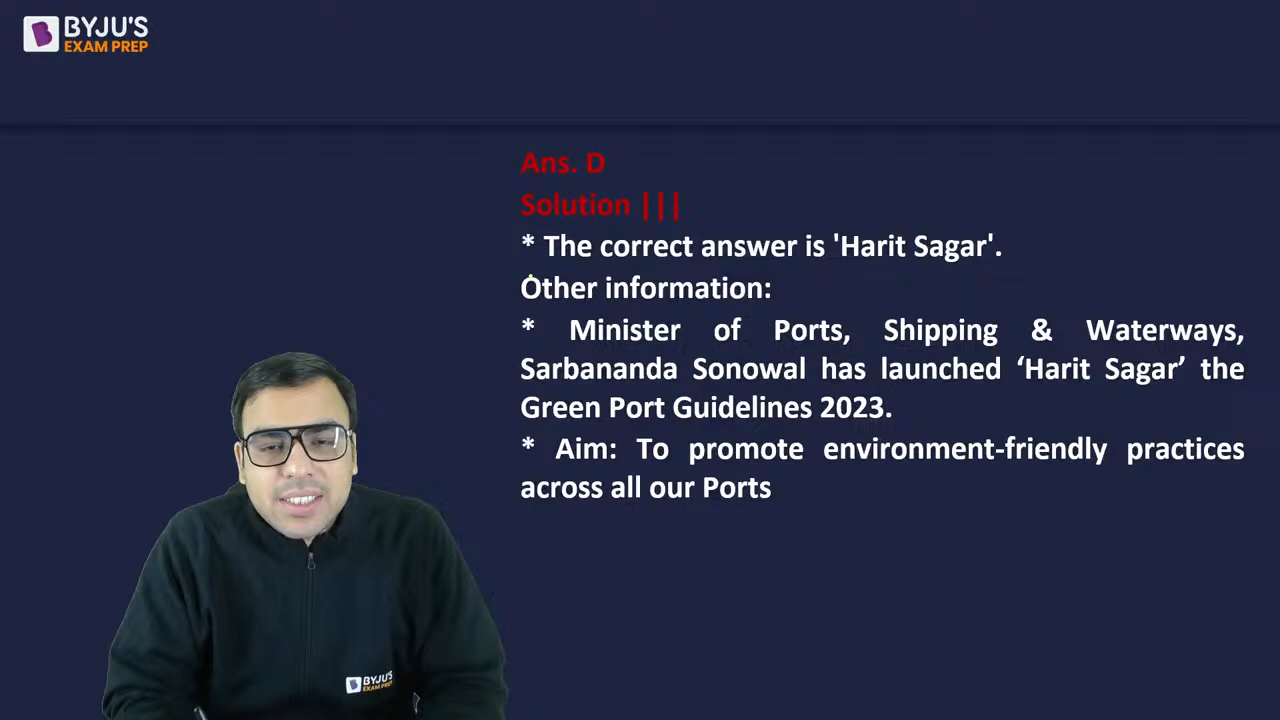 BYJU'S
EXAM PREP
Ans. D
Solution |||
* The correct answer is 'Harit Sagar'.
Other information:
* Minister of Ports, Shipping & Waterways,
Sarbananda Sonowal has launched ‘Harit Sagar’ the
Green Port Guidelines 2023.
* Aim: To promote environment-friendly practices
across all our Ports
BYJU'S
EXAM PREP